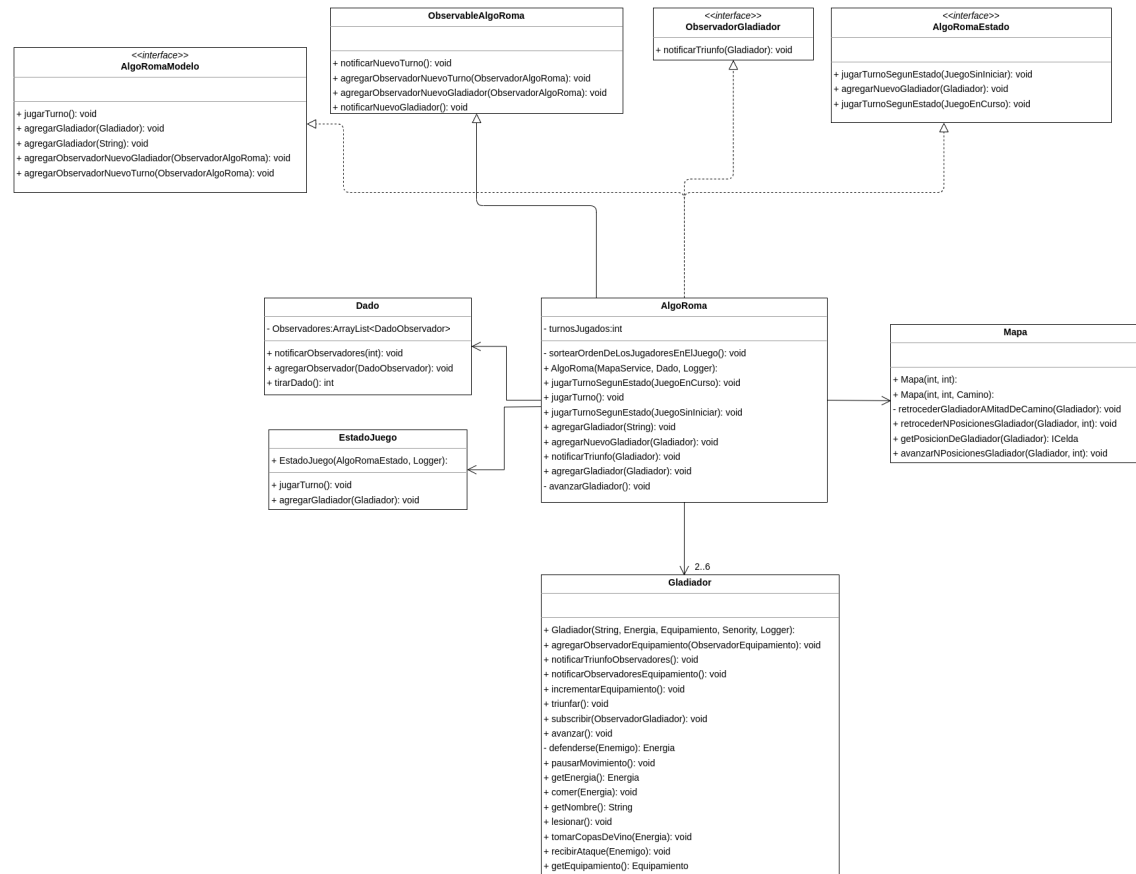 <<interface>>
AlgoRomaModelo
+ jugarTurno(): void
+ agregarGladiador(Gladiador): void
+ agregarGladiador(String): void
+ agregarObservadorNuevoGladiador(ObservadorAlgoRoma): void
+ agregarObservadorNuevoTurno(ObservadorAlgoRoma): void
ObservableAlgoRoma
+ notificarNuevoTurno(): void
+ agregarObservadorNuevoTurno(ObservadorAlgoRoma): void
+ agregarObservadorNuevoGladiador(ObservadorAlgoRoma): void
+ notificarNuevoGladiador(): void
<<interface>>
ObservadorGladiador
+ notificarTriunfo(Gladiador): void
<<interface>>
AlgoRomaEstado
+ jugarTurnoSegunEstado(JuegoSinIniciar): void
+ agregarNuevoGladiador(Gladiador): void
+ jugarTurnoSegunEstado(JuegoEnCurso): void
Dado
- Observadores:ArrayList<DadoObservador>
+ notificarObservadores(int): void
+ agregarObservador(DadoObservador): void
+ tirarDado(): int
EstadoJuego
+ EstadoJuego(AlgoRomaEstado, Logger):
+ jugarTurno(): void
+ agregarGladiador(Gladiador): void
AlgoRoma
- turnosJugados:int
- sortearOrdenDeLosJugadoresEnElJuego(): void
+ AlgoRoma(MapaService, Dado, Logger):
+ jugarTurnoSegunEstado(JuegoEnCurso): void
+ jugarTurno(): void
+ jugarTurnoSegunEstado(JuegoSinIniciar): void
+ agregarGladiador(String): void
+ agregarNuevoGladiador(Gladiador): void
+ notificarTriunfo(Gladiador): void
+ agregarGladiador(Gladiador): void
- avanzarGladiador(): void
Mapa
+ Mapa(int, int):
+ Mapa(int, int, Camino):
- retrocederGladiadorAMitadDeCamino(Gladiador): void
+ retrocederNPosicionesGladiador(Gladiador, int): void
+ getPosicionDeGladiador(Gladiador): ICelda
+ avanzarNPosicionesGladiador(Gladiador, int): void
2..6
Gladiador
+ Gladiador(String, Energia, Equipamiento, Senority, Logger):
+ agregarObservadorEquipamiento(ObservadorEquipamiento): void
+ notificarTriunfoObservadores(): void
+ notificarObservadoresEquipamiento(): void
+ incrementarEquipamiento(): void
+ triunfar(): void
+ subscribir(ObservadorGladiador): void
+ avanzar(): void
- defenderse(Enemigo): Energia
+ pausarMovimiento(): void
+ getEnergia(): Energia
+ comer(Energia): void
+ getNombre(): String
+ lesionar(): void
+ tomarCopasDeVino(Energia): void
+ recibirAtaque(Enemigo): void
+ getEquipamiento(): Equipamiento